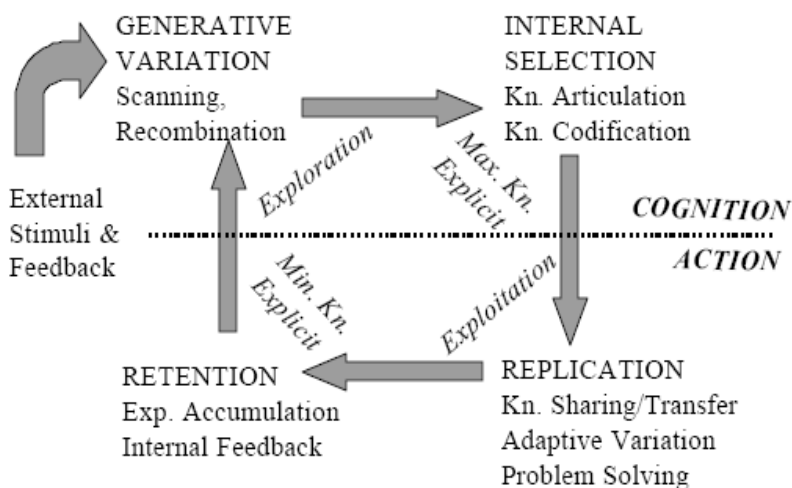 GENERATIVE
VARIATION
Scanning,
Recombination
INTERNAL
SELECTION
Kn. Articulation
Kn. Codification
External
Stimuli &
Feedback
Exploration
Max. Kn.
Explicit
COGNITION
ACTION
Min. Kn.
Explicit
Exploitation
RETENTION
Exp. Accumulation
Internal Feedback
REPLICATION
Kn. Sharing/Transfer
Adaptive Variation
Problem Solving